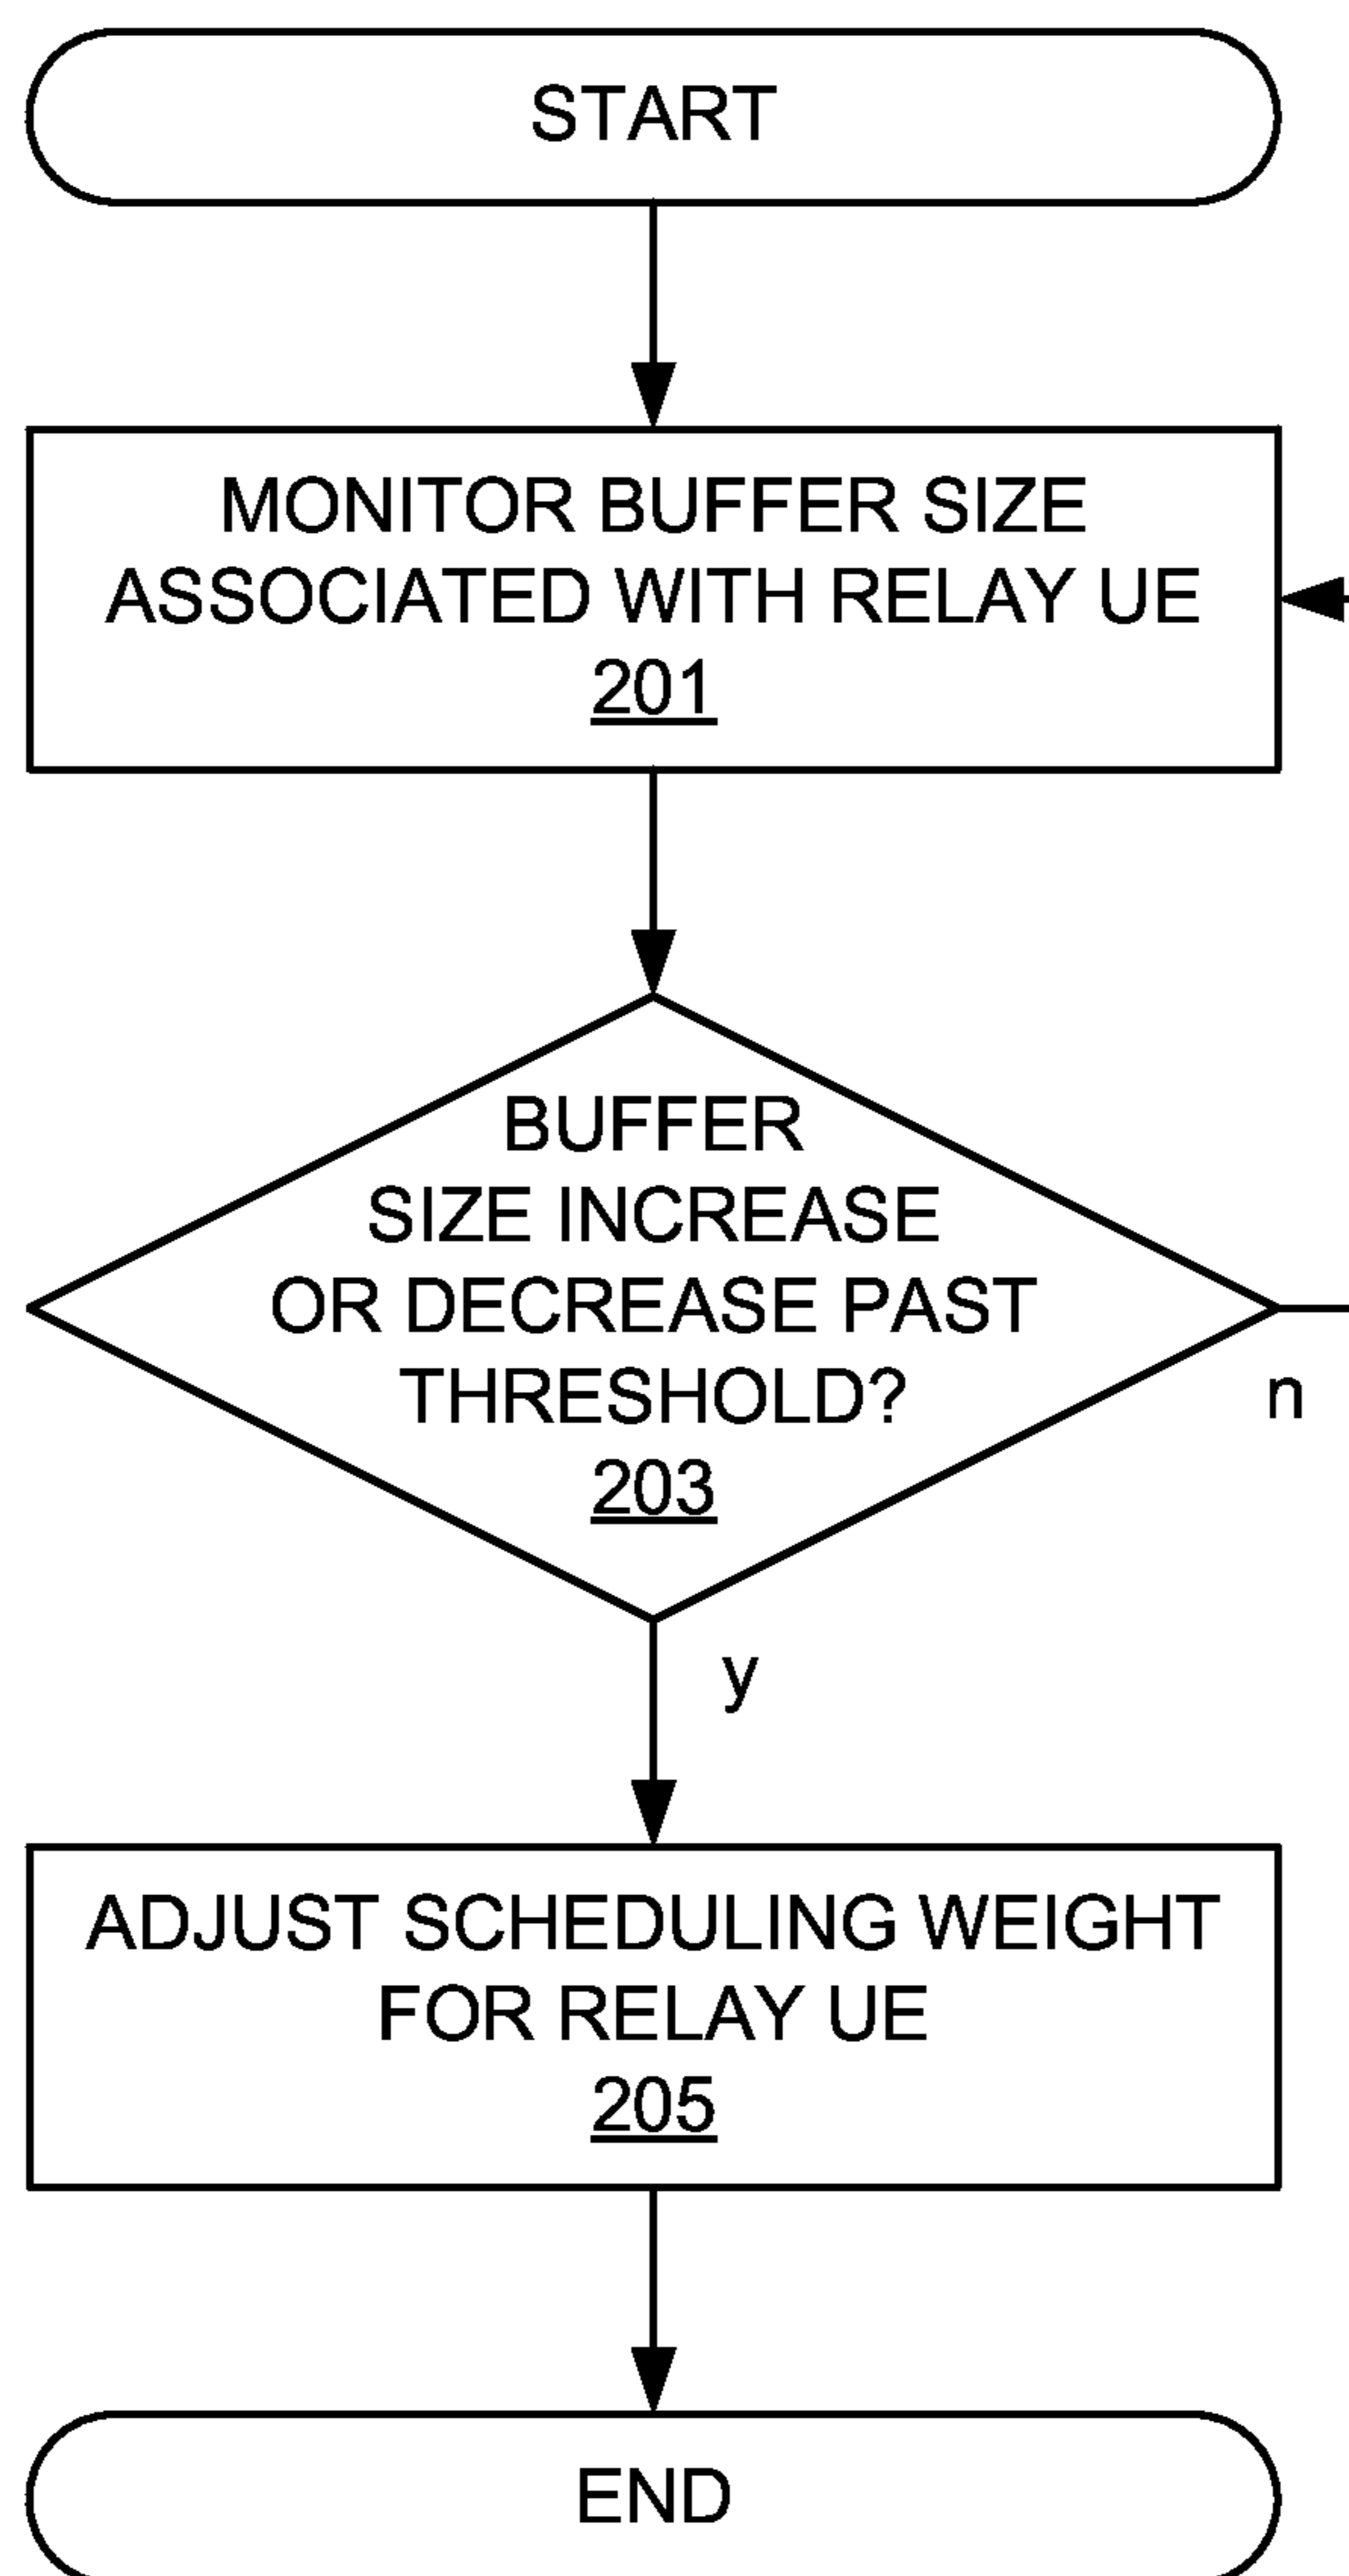 START
MONITOR BUFFER SIZE
ASSOCIATED WITH RELAY UE
201
BUFFER
SIZE INCREASE
OR DECREASE PAST
THRESHOLD?
203
n
y
ADJUST SCHEDULING WEIGHT
FOR RELAY UE
205
END